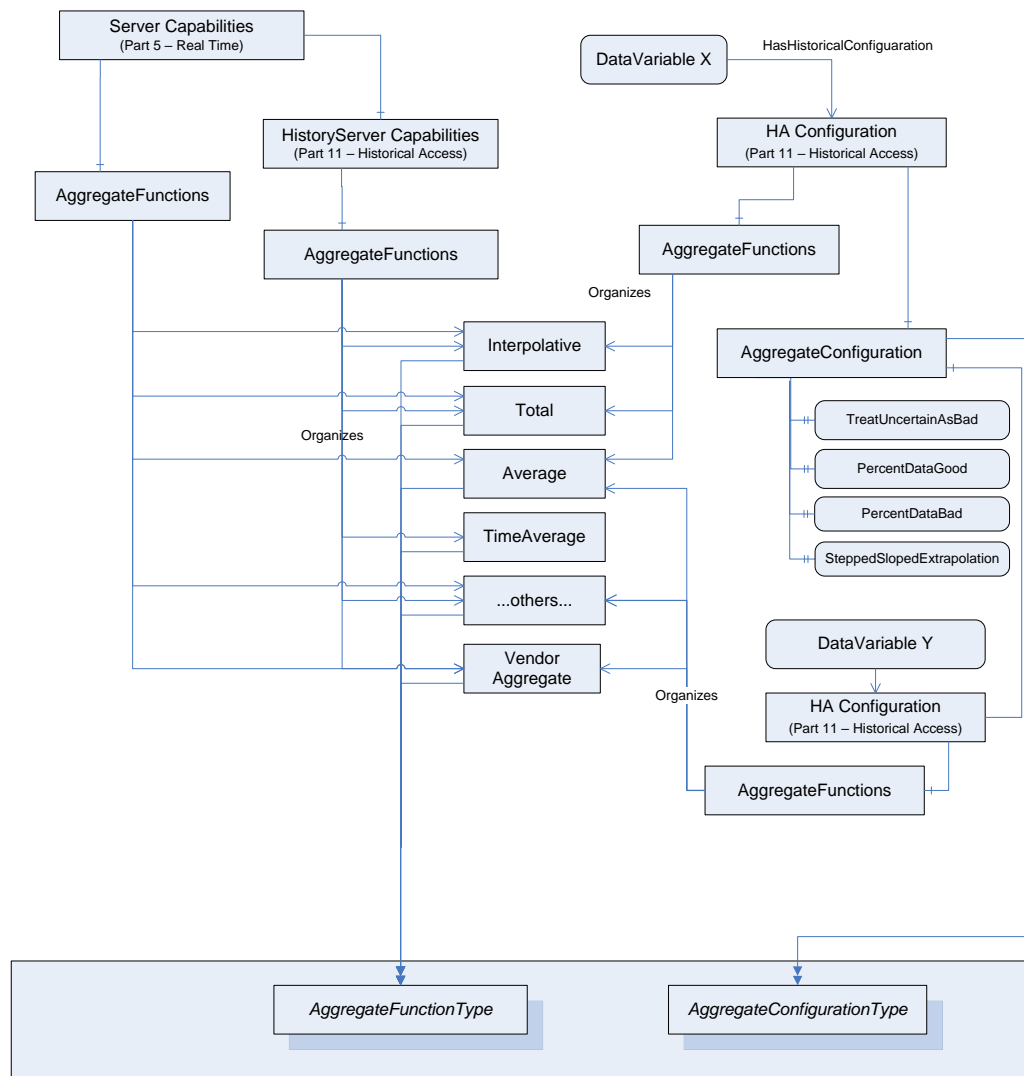 Server Capabilities
(Part 5 – Real Time)
HasHistoricalConfiguaration
DataVariable X
HistoryServer Capabilities
(Part 11 – Historical Access)
HA Configuration
(Part 11 – Historical Access)
AggregateFunctions
AggregateFunctions
AggregateFunctions
Organizes
Interpolative
AggregateConfiguration
Total
TreatUncertainAsBad
Organizes
Average
PercentDataGood
PercentDataBad
TimeAverage
SteppedSlopedExtrapolation
...others...
DataVariable Y
Vendor
Aggregate
Organizes
HA Configuration
(Part 11 – Historical Access)
AggregateFunctions
AggregateFunctionType
AggregateConfigurationType